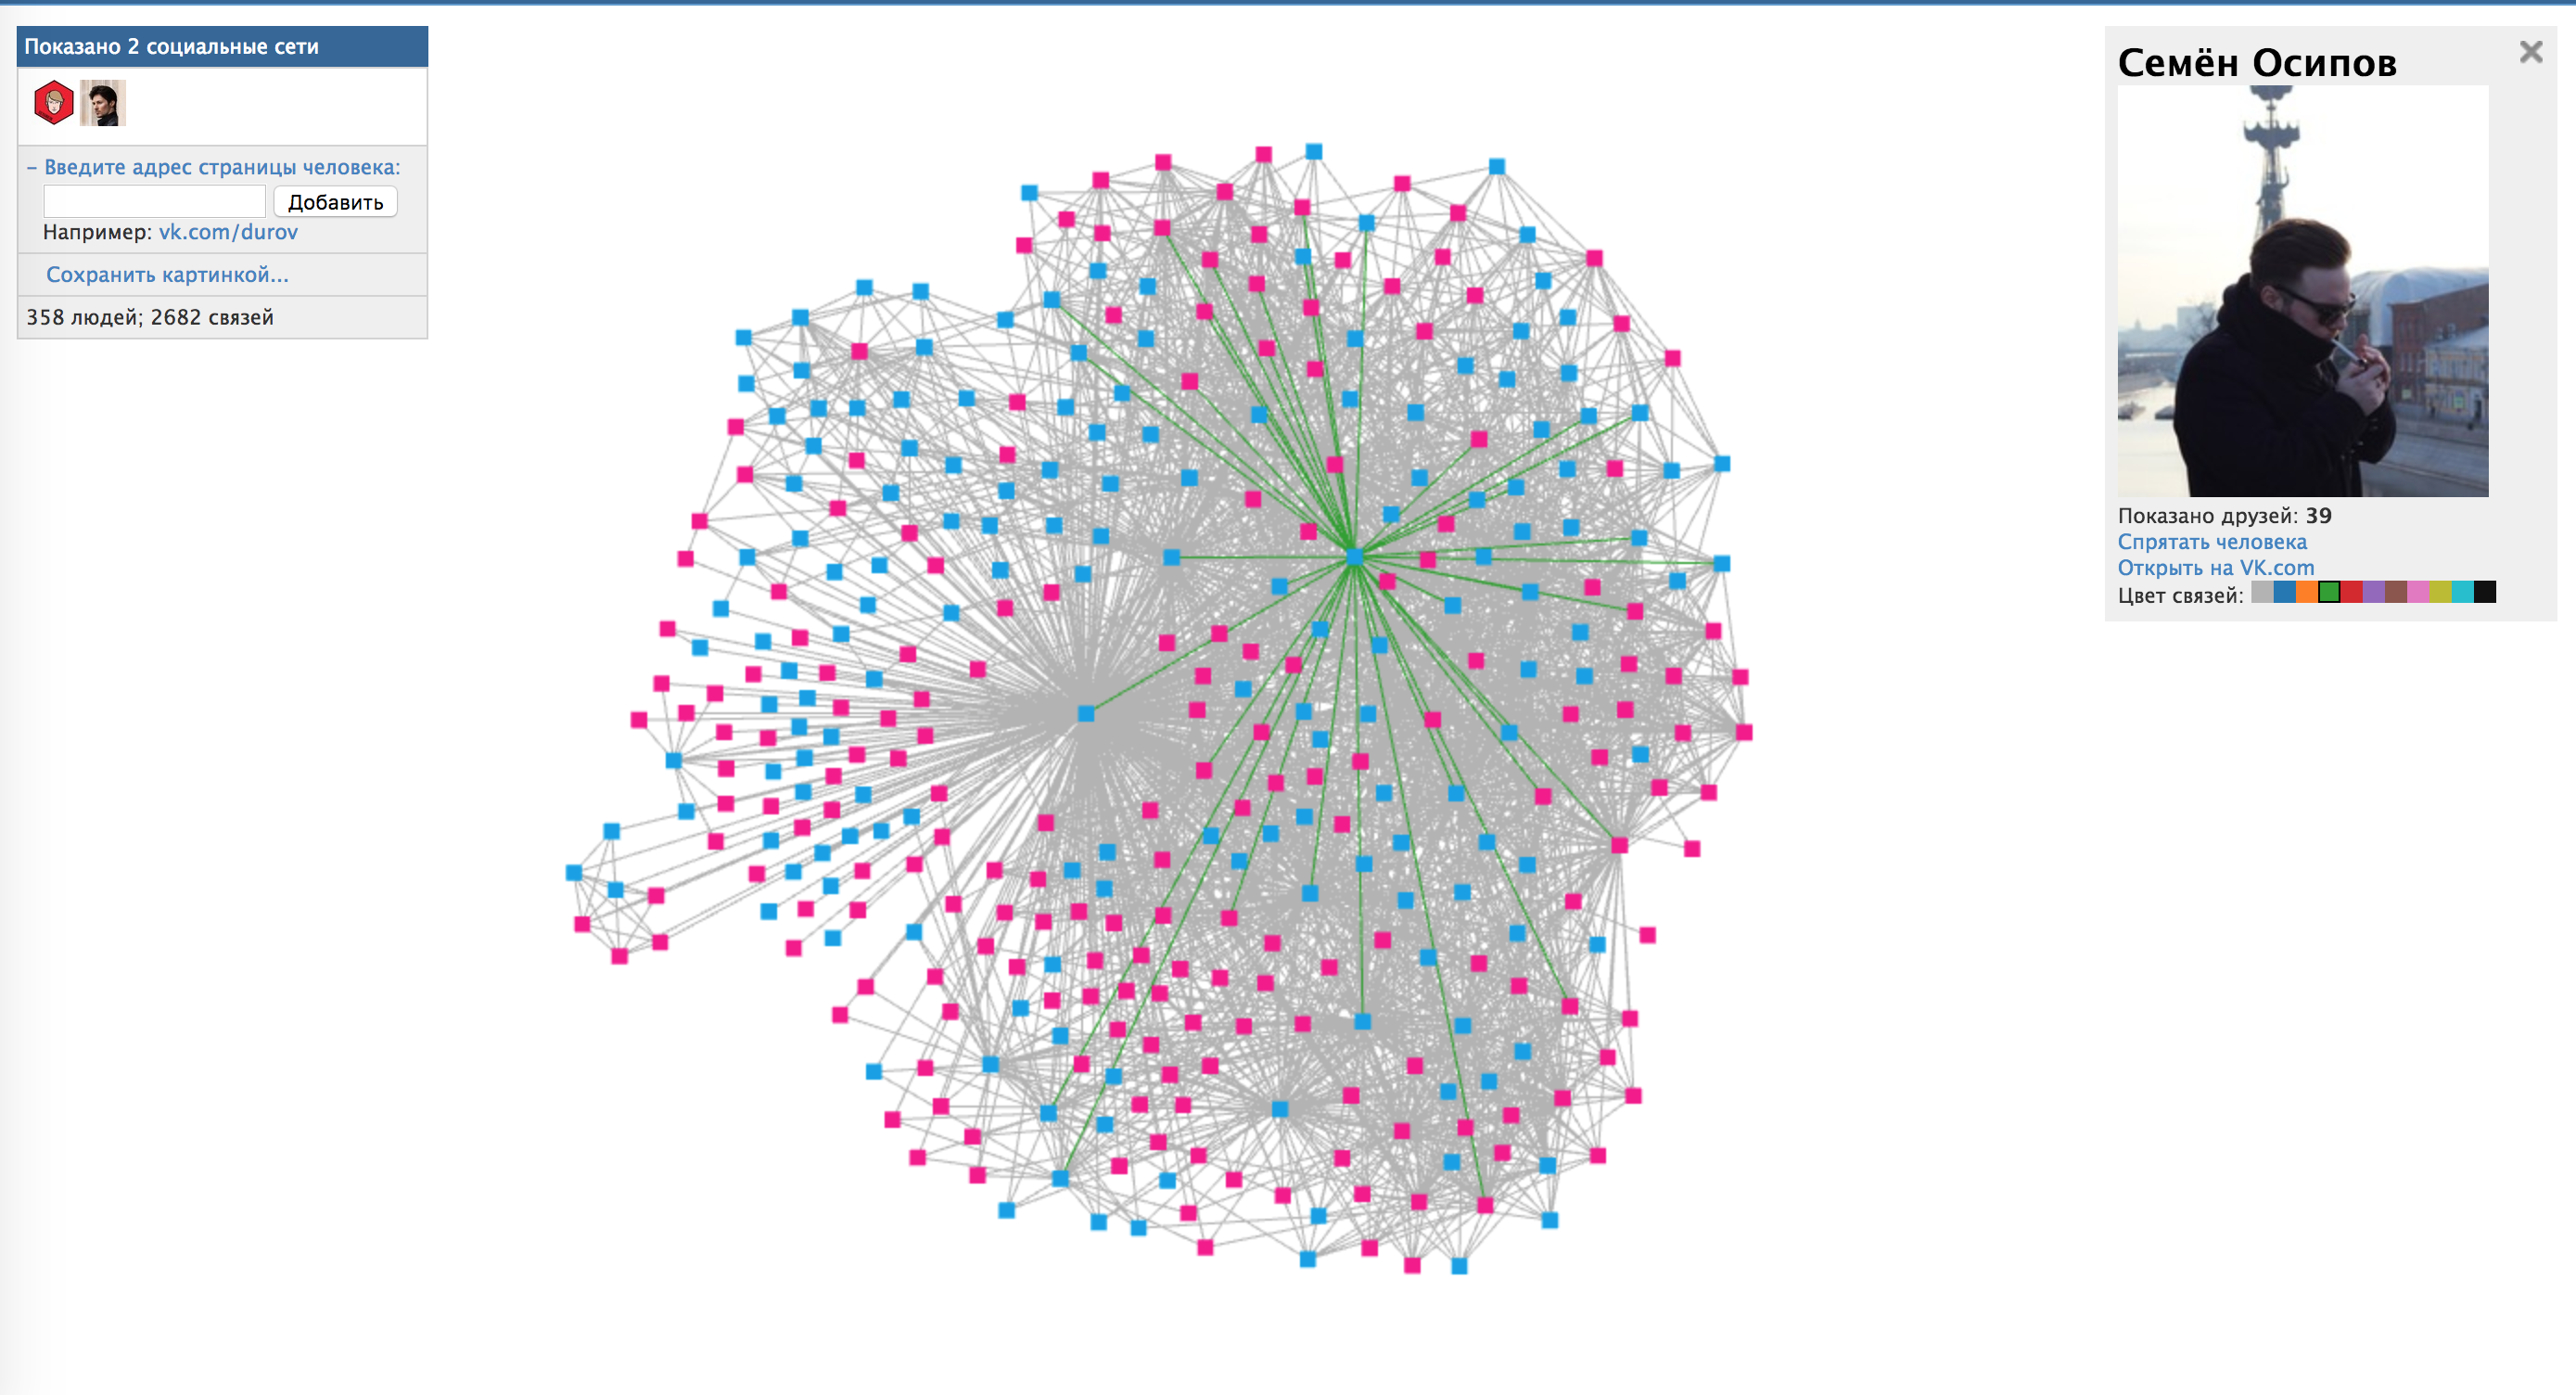 Показано 2 социальные сети
– Введите адрес страницы человека:
Добавить
Например: vk.com/durov
Сохранить картинкой...
358 людей; 2682 связей
Семён Осипов
Показано друзей: 39
Спрятать человека
Открыть на VK.com
Цвет связей: